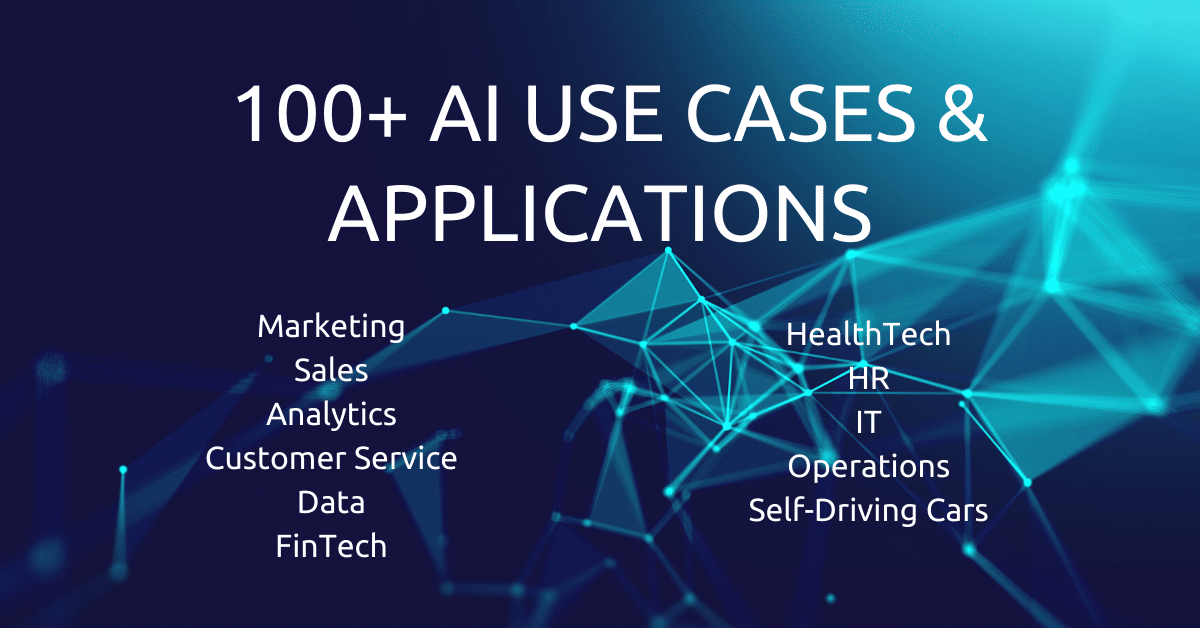 100+ AI USE CASES &
APPLICATIONS
Marketing
Sales
Analytics
Customer Service
Data
FinTech
HealthTech
HR
IT
Operations
Self-Driving Cars